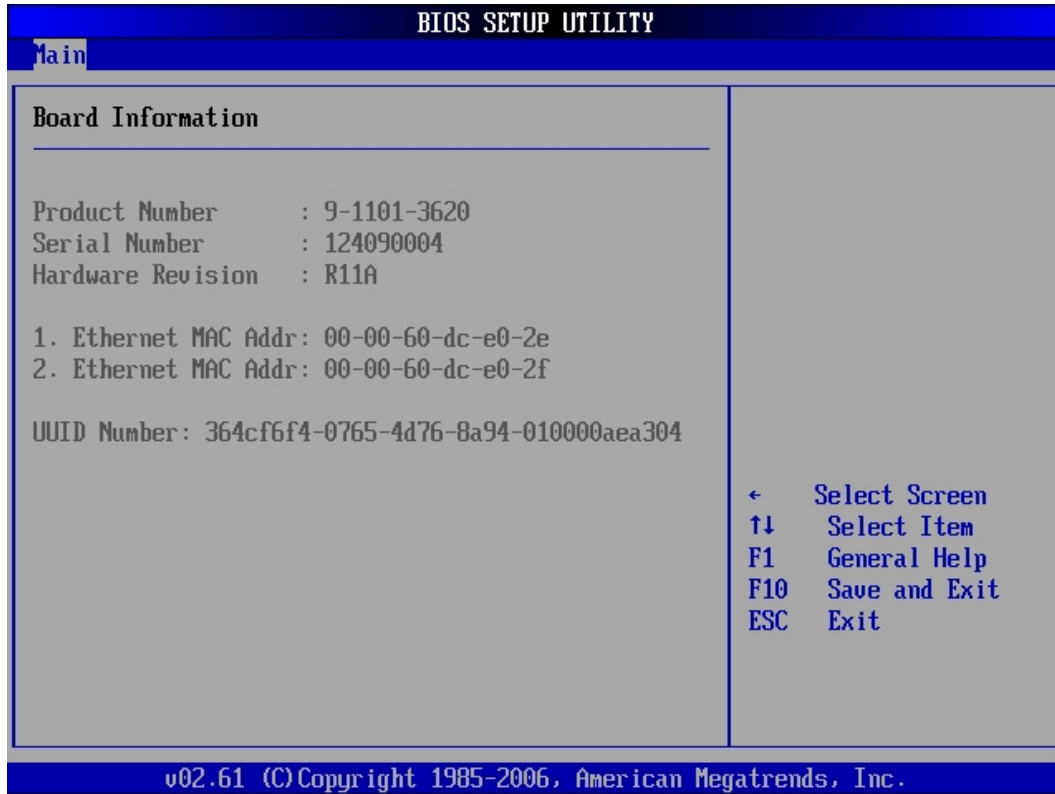 BIOS SETUP UTILITY
Main
Board Information
Product Number : 9-1101-3620
Serial Number : 124090004
Hardware Revision : R11A
1. Ethernet MAC Addr: 00-00-60-dc-e0-2e
2. Ethernet MAC Addr: 00-00-60-dc-e0-2f
UUID Number: 364cf6f4-0765-4d76-8a94-010000aea304
← Select Screen
↑↓ Select Item
F1 General Help
F10 Save and Exit
ESC Exit
v02.61 (C)Copyright 1985-2006, American Megatrends, Inc.